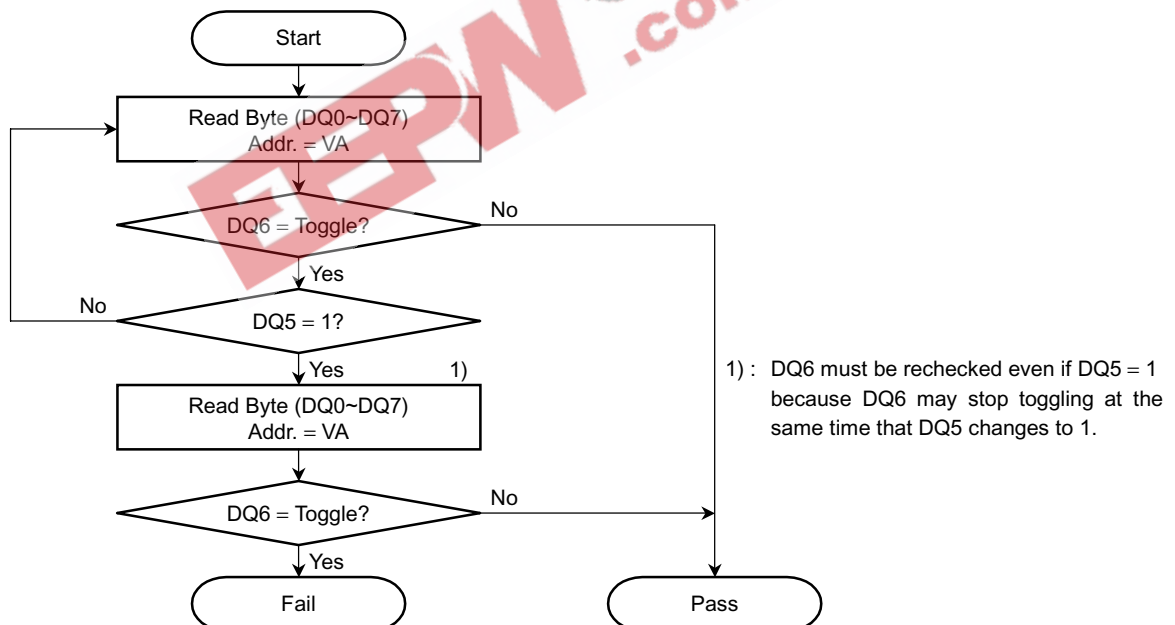 Start
Read Byte (DQ0~DQ7)
Addr. = VA
DQ6 = Toggle?
No
Yes
No
DQ5 = 1?
Yes
1)
Read Byte (DQ0~DQ7)
Addr. = VA
1) : DQ6 must be rechecked even if DQ5 = 1
because DQ6 may stop toggling at the
same time that DQ5 changes to 1.
DQ6 = Toggle?
No
Yes
Fail
Pass
EEPW
.com